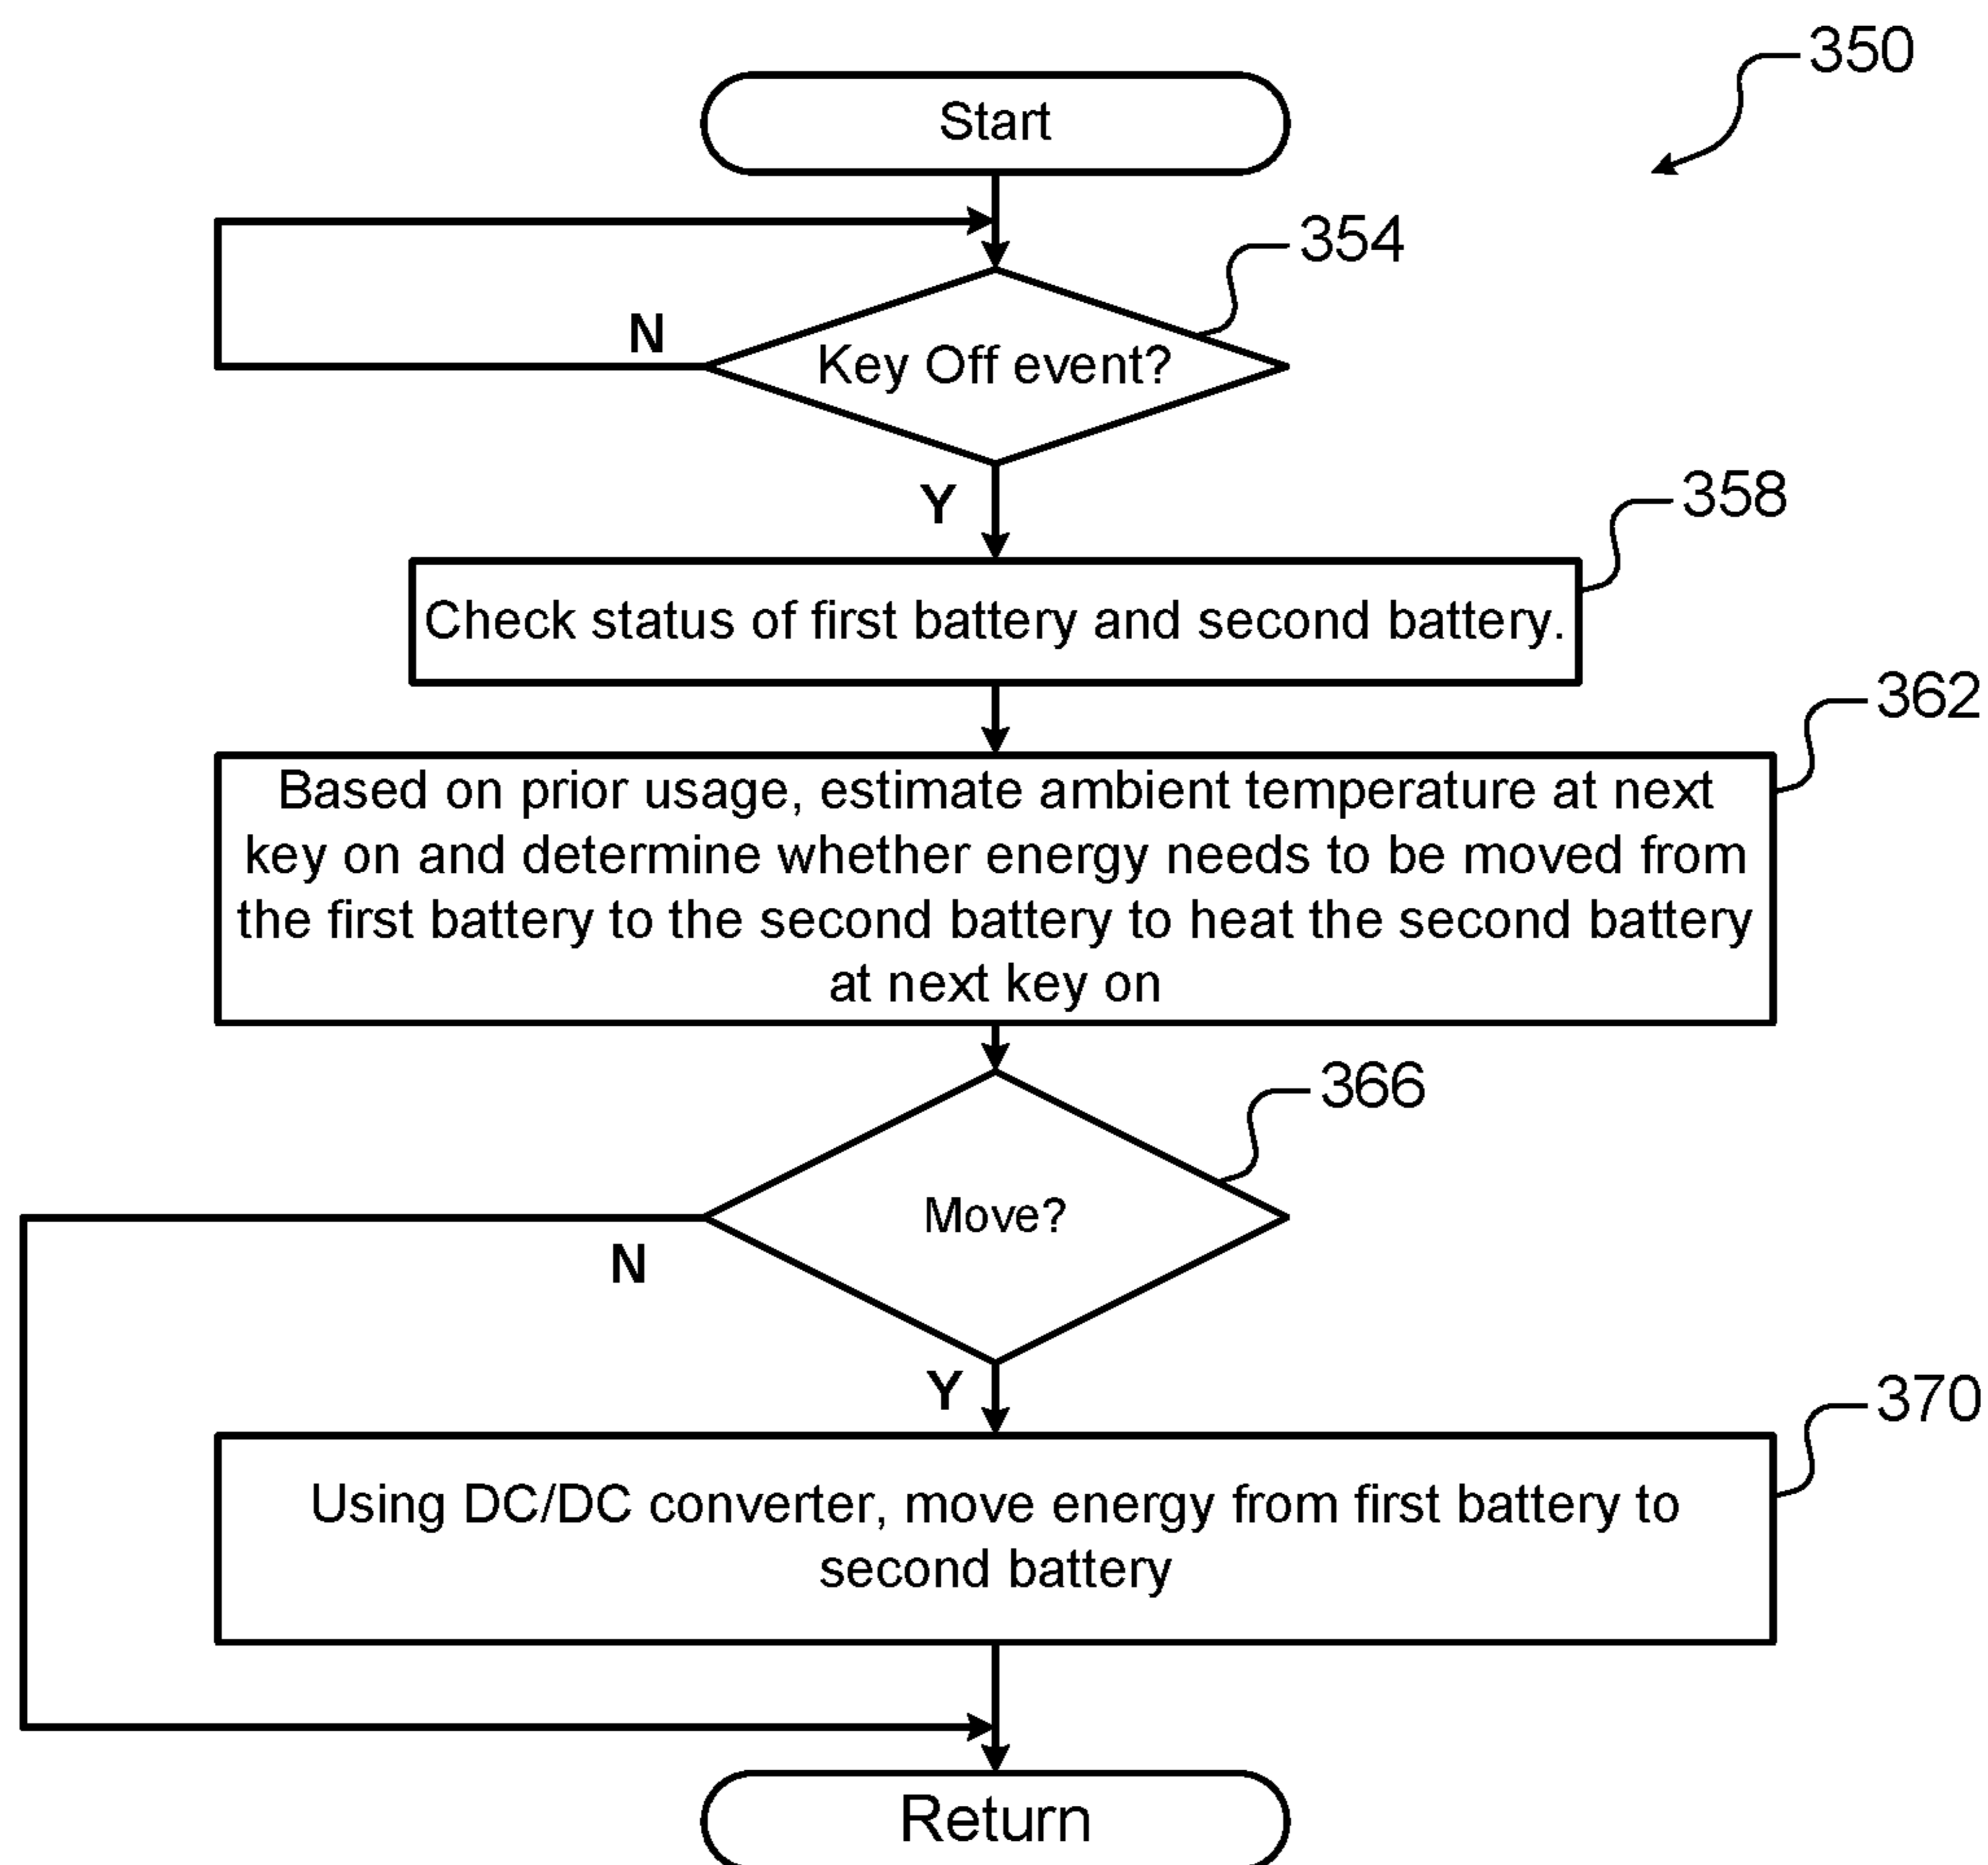 350
Start
354
N
Key Off event?
Y
358
Check status of first battery and second battery.
362
Based on prior usage, estimate ambient temperature at next
key on and determine whether energy needs to be moved from
the first battery to the second battery to heat the second battery
at next key on
366
Move?
N
Y
370
Using DC/DC converter, move energy from first battery to
second battery
Return